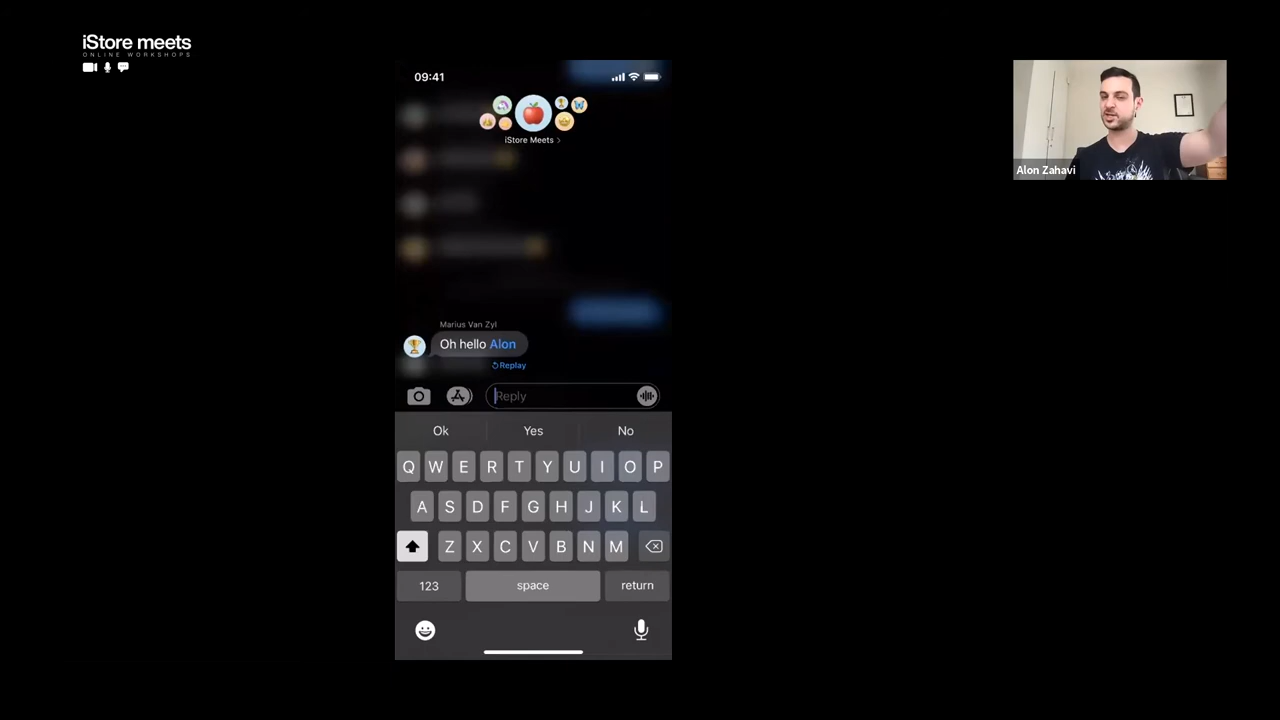 iStore meets
ONLINE WORKSHOPS
09:41
iStore Meets
Alon Zahavi
Marius Van Zyl
Oh hello Alon
Replay
Reply
Ok Yes No
Q W E R T Y U I O P
A S D F G H J K L
Z X C V B N M
123 space return